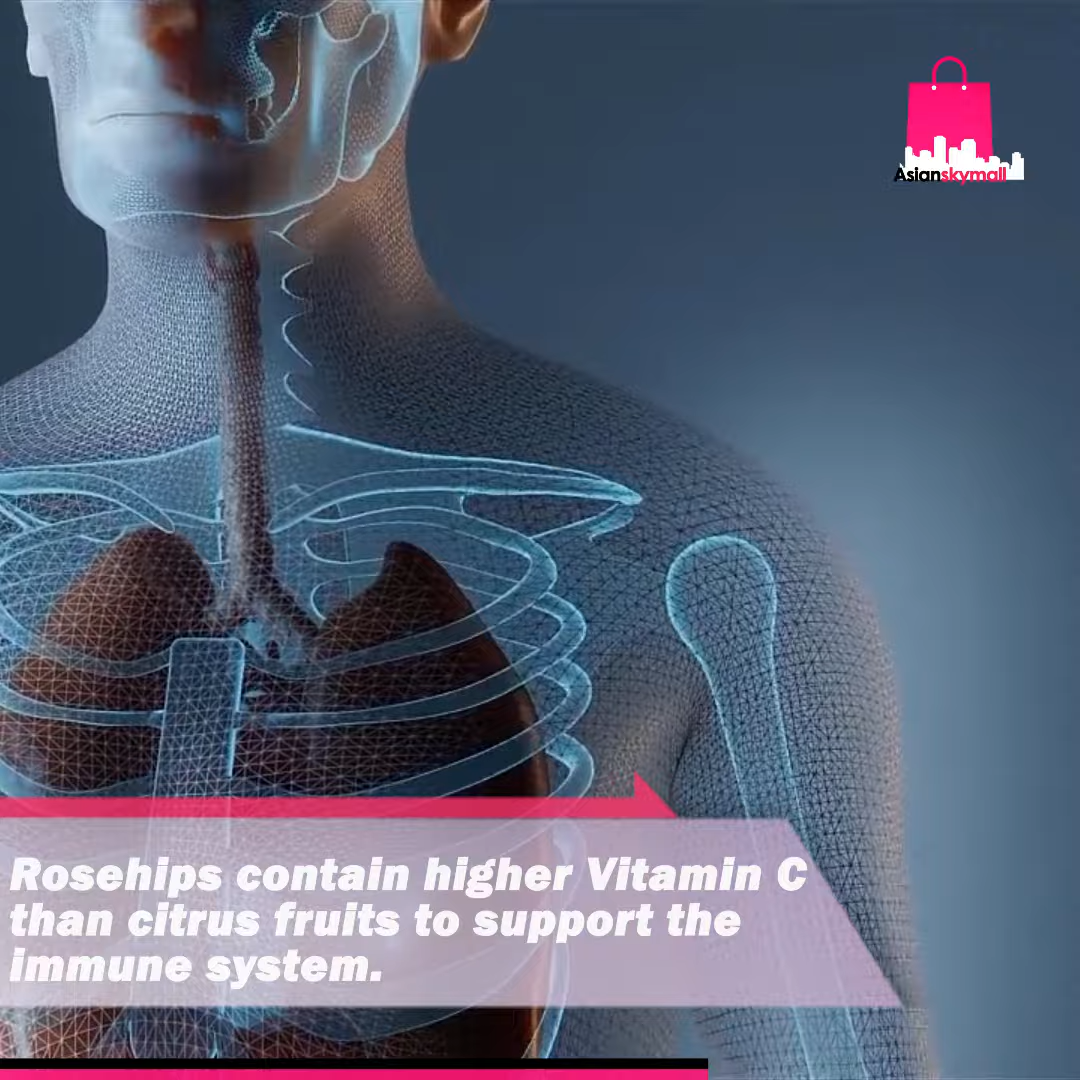 Asianskymall
Rosehips contain higher Vitamin C
than citrus fruits to support the
immune system.